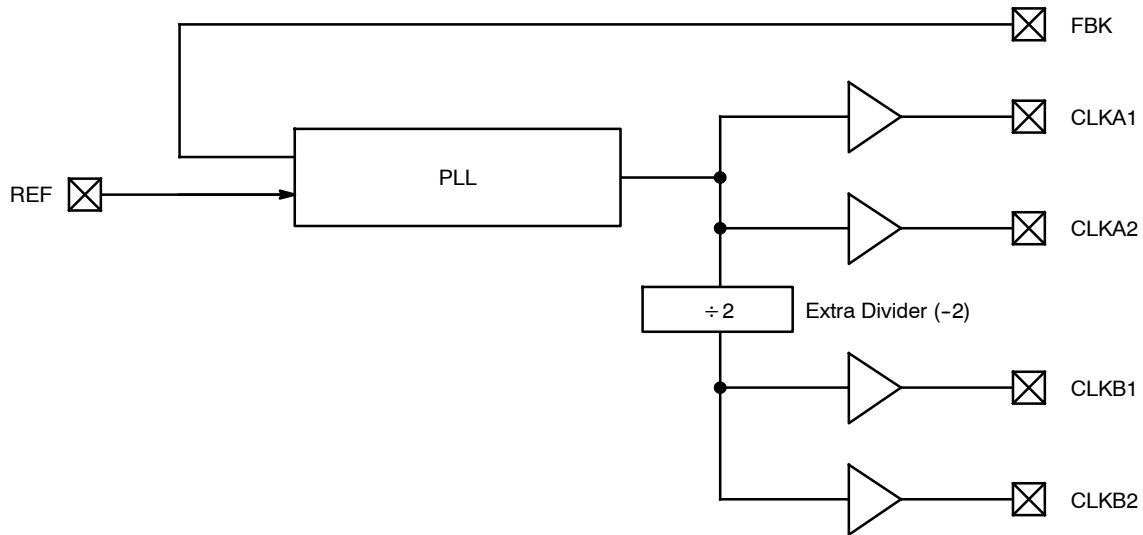 FBK
CLKA1
PLL
REF
CLKA2
÷2 Extra Divider (-2)
CLKB1
CLKB2